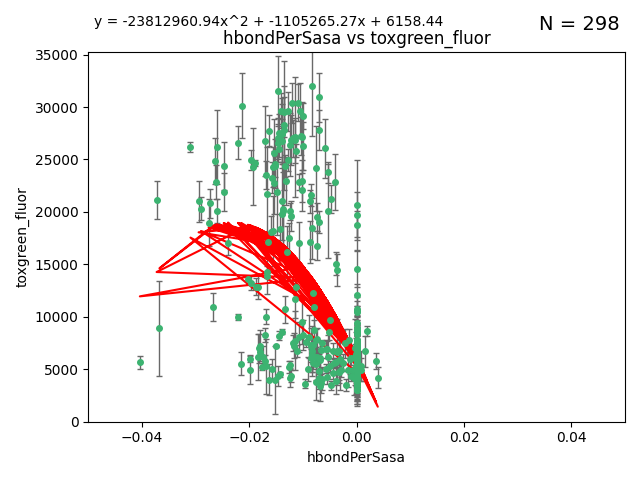 y = -23812960.94x^2 + -1105265.27x + 6158.44
N = 298
hbondPerSasa vs toxgreen_fluor
35000
30000
25000
20000
15000
10000
5000
0
toxgreen_fluor
−0.04
−0.02
0.00
0.02
0.04
hbondPerSasa